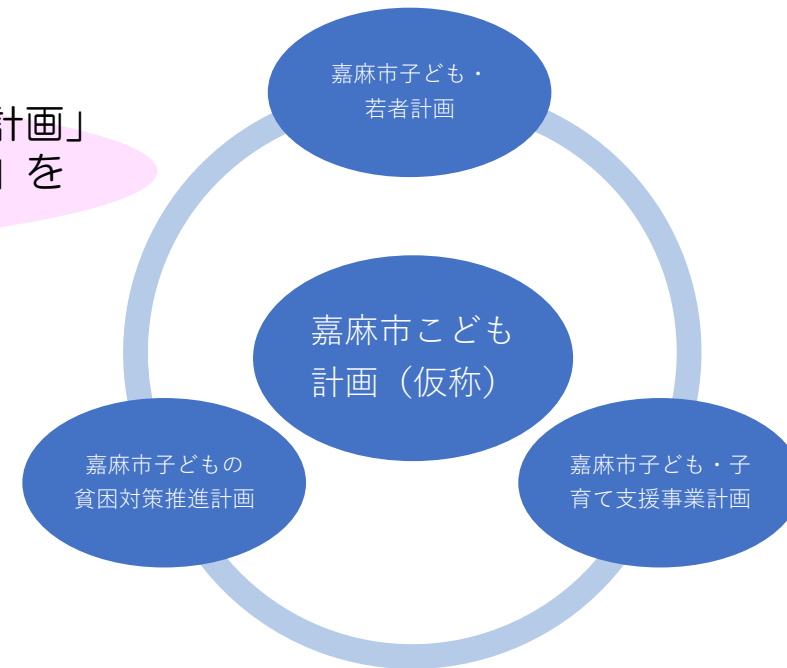 嘉麻市子ども・
若者計画
計画」
」を
嘉麻市こども
計画（仮称）
嘉麻市子どもの
貧困対策推進計画
嘉麻市子ども・子
育て支援事業計画